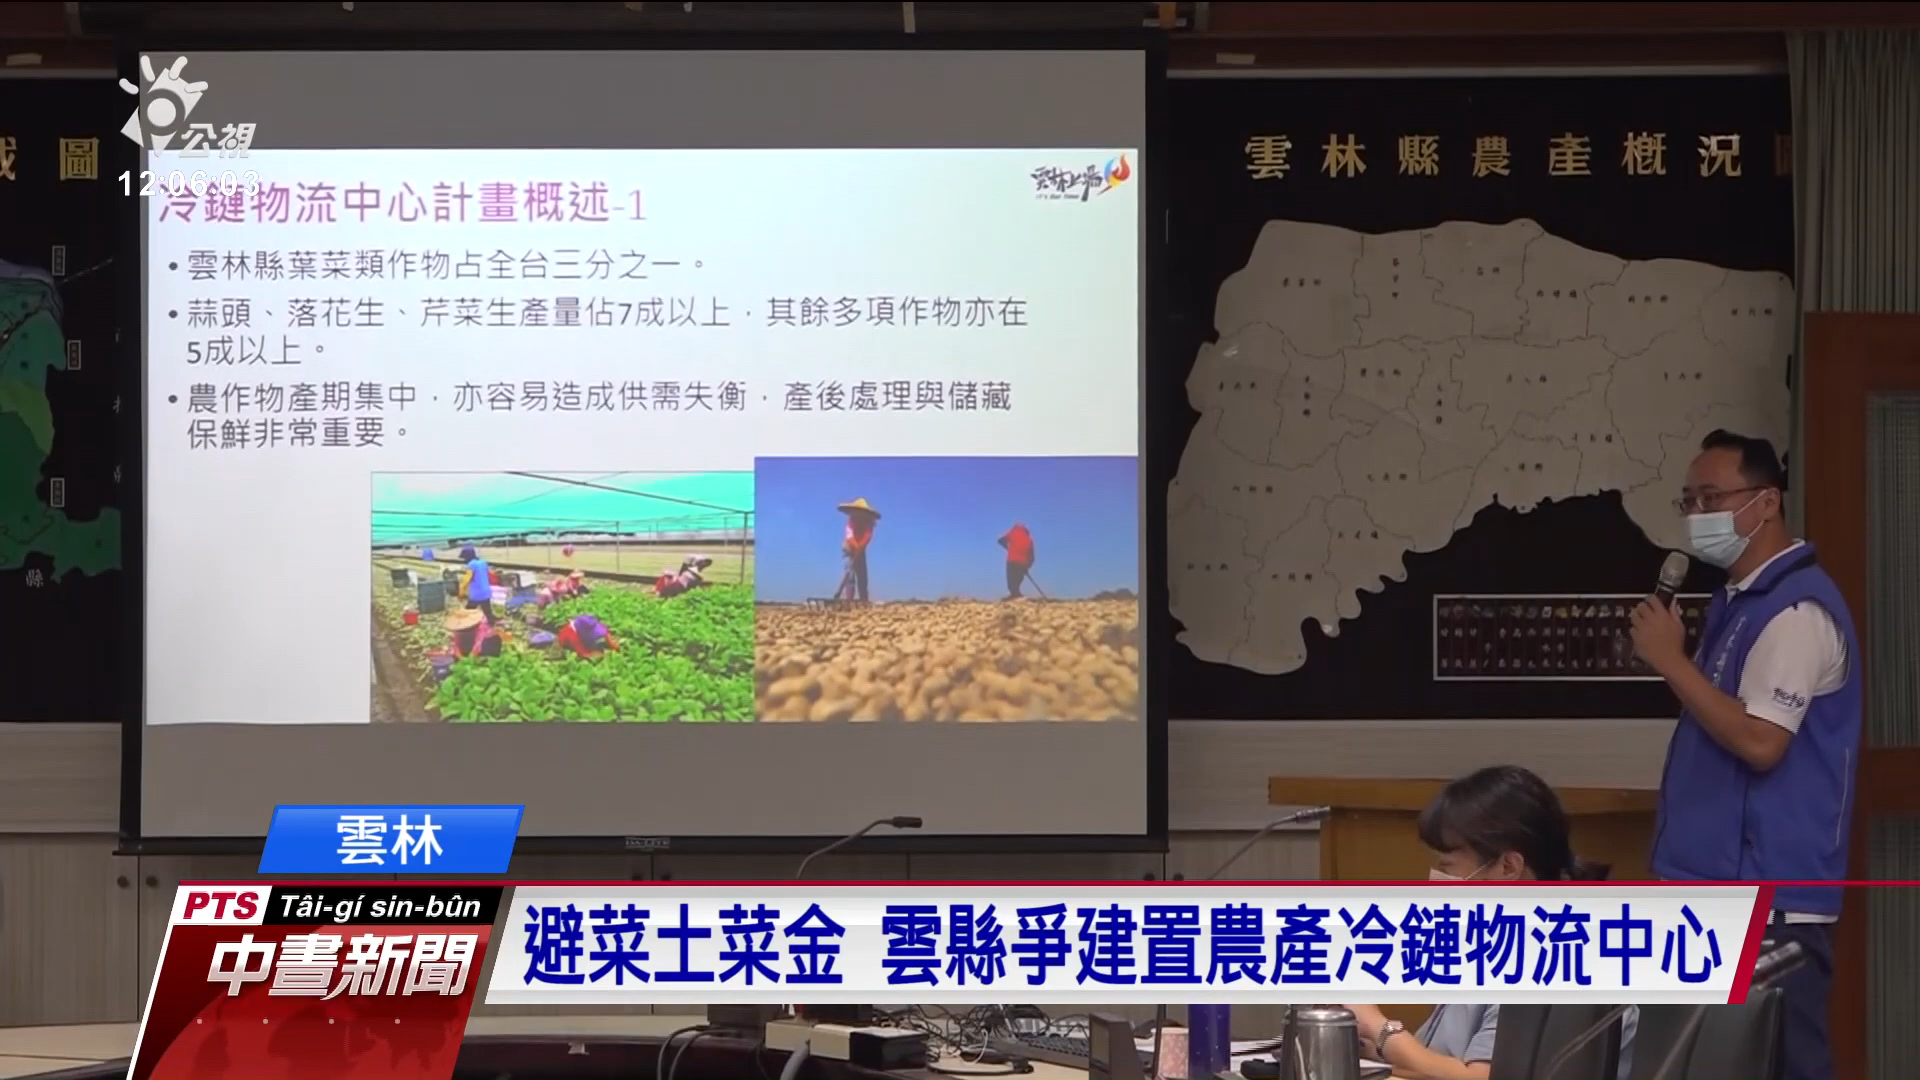 公視
12:06:03
圖
雲林縣農產概況
冷鏈物流中心計畫概述-1
雲林上场
• 雲林縣葉菜類作物占全台三分之一。
• 蒜頭、落花生、芹菜生產量佔7成以上，其餘多項作物亦在
5成以上。
• 農作物產期集中，亦容易造成供需失衡，產後處理與儲藏
保鮮非常重要。
縣
雲林
PTS Tâi-gí sin-bûn
中晝新聞
避菜土菜金 雲縣爭建置農產冷鏈物流中心